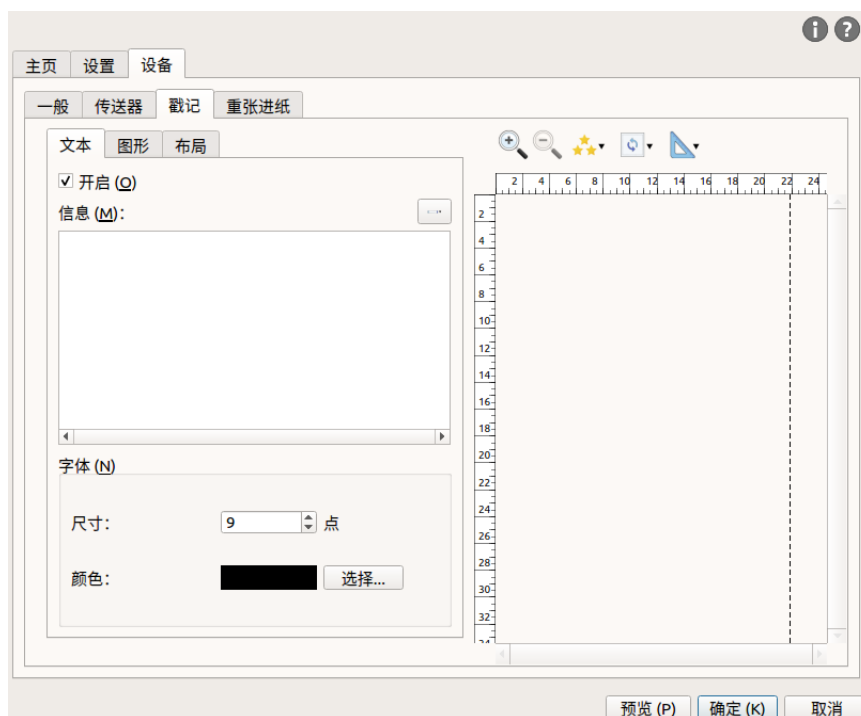 主页 设置 设备
一般 传送器 戳记 重张进纸
文本 图形 布局
开启 (O)
信息 (M):
2 4 6 8 10 12 14 16 18 20 22 24
2
4
6
8
10
12
14
16
18
20
22
24
26
28
30
32
34
字体 (N)
尺寸: 9 点
颜色: 选择...
预览 (P) 确定 (K) 取消